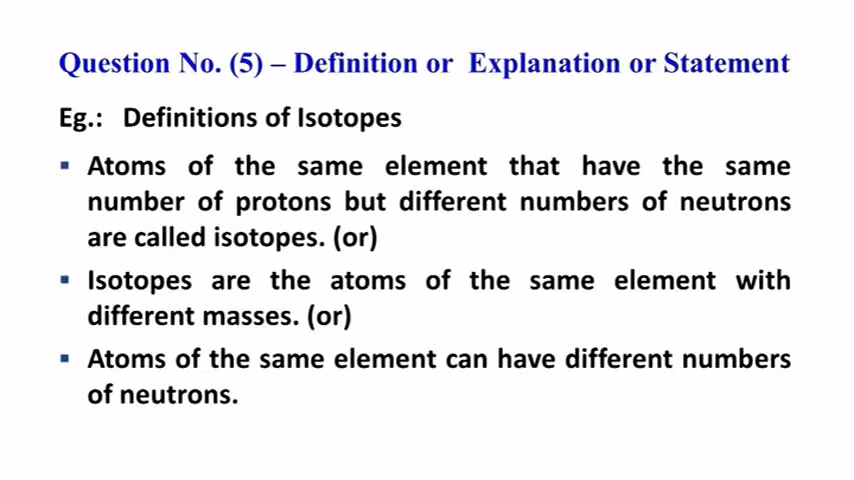 Question No. (5) – Definition or Explanation or Statement
Eg.: Definitions of Isotopes
▪ Atoms of the same element that have the same
number of protons but different numbers of neutrons
are called isotopes. (or)
▪ Isotopes are the atoms of the same element with
different masses. (or)
▪ Atoms of the same element can have different numbers
of neutrons.